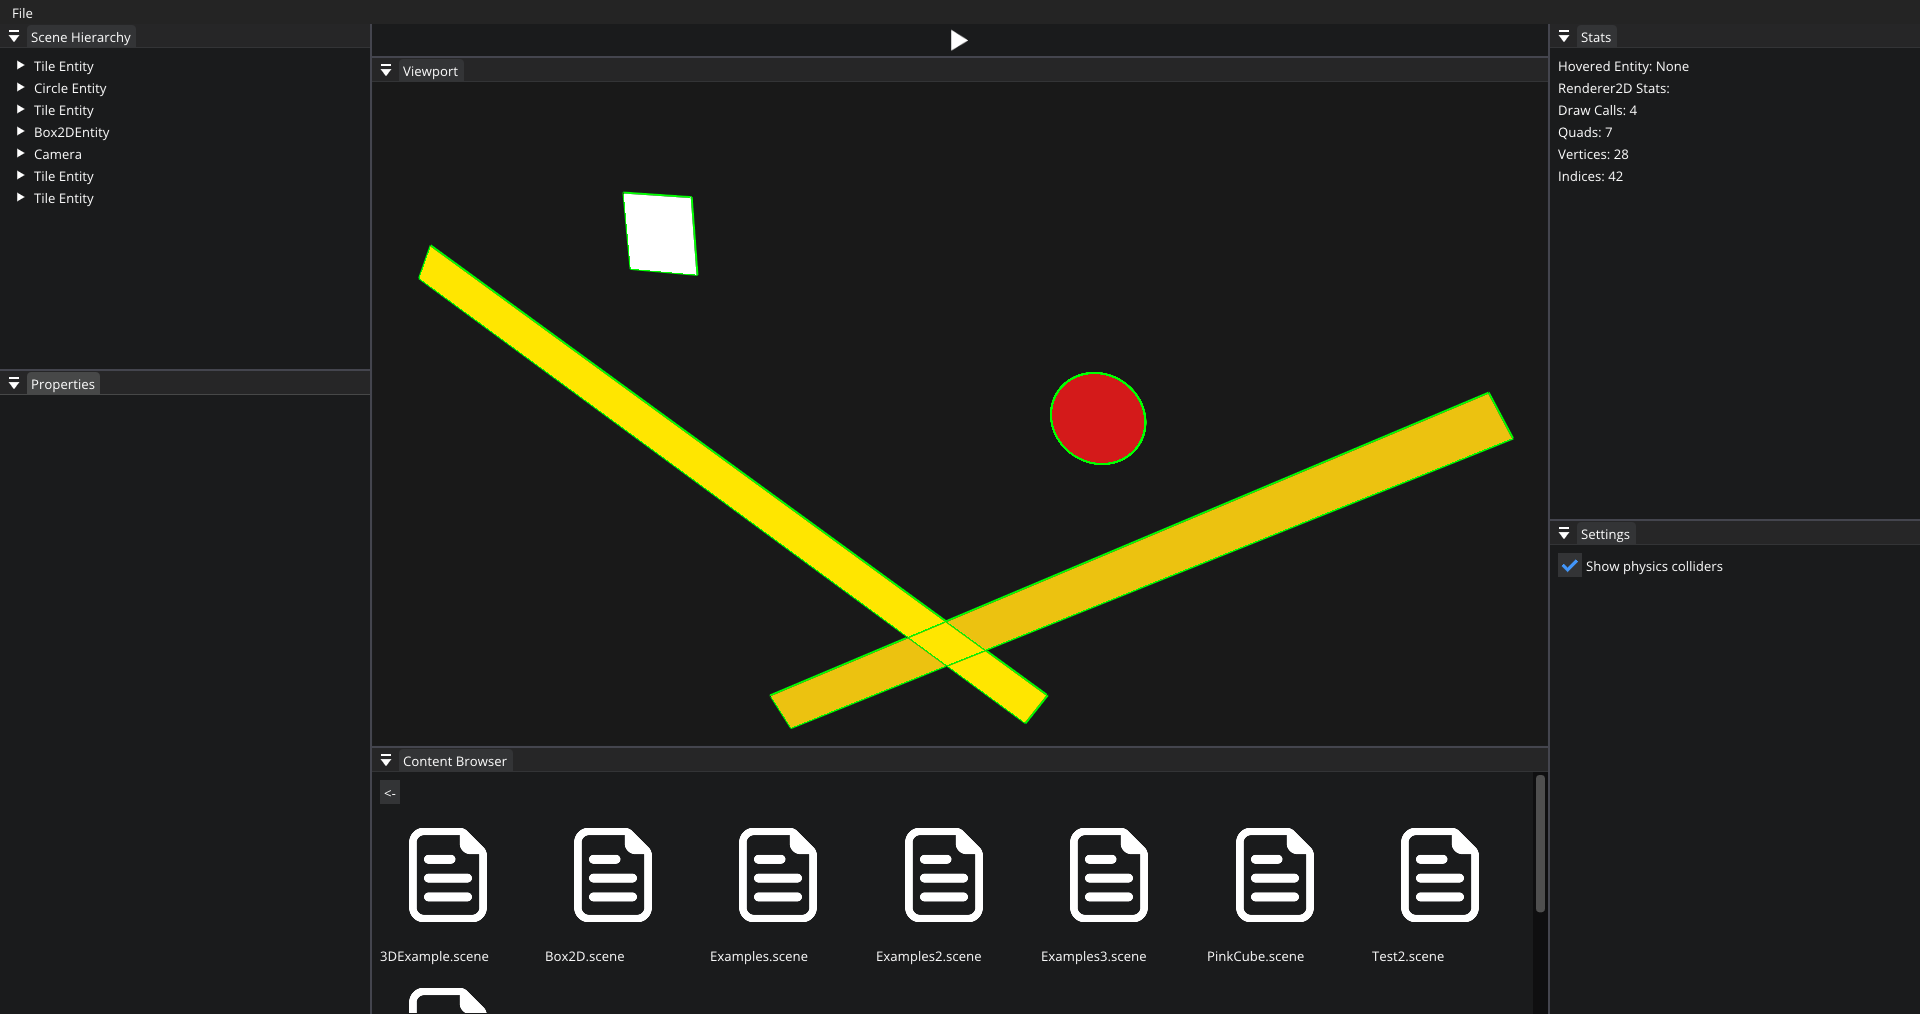 File
Scene Hierarchy
Tile Entity
Circle Entity
Tile Entity
Box2DEntity
Camera
Tile Entity
Tile Entity
Properties
Viewport
Content Browser
<-
3DExample.scene
Box2D.scene
Examples.scene
Examples2.scene
Examples3.scene
PinkCube.scene
Test2.scene
Stats
Hovered Entity: None
Renderer2D Stats:
Draw Calls: 4
Quads: 7
Vertices: 28
Indices: 42
Settings
Show physics colliders